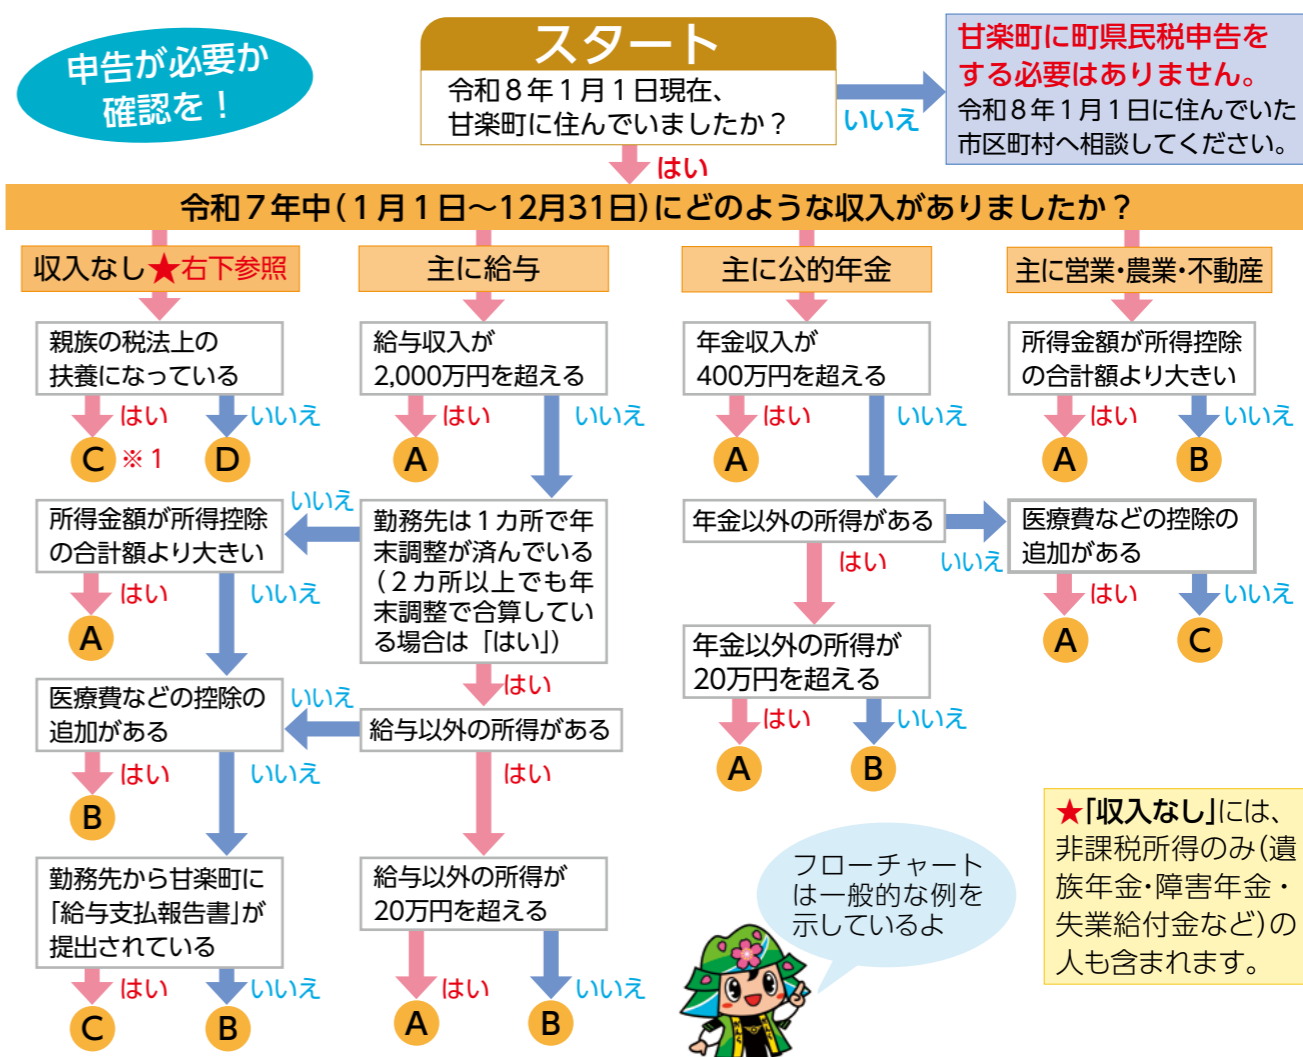 申告が必要か
確認を！
スタート
令和８年１月１日現在、
甘楽町に住んでいましたか？
いいえ
甘楽町に町県民税申告を
する必要はありません。
令和８年１月１日に住んでいた
市区町村へ相談してください。
はい
令和７年中（１月１日～12月31日）にどのような収入がありましたか？
収入なし★右下参照
親族の税法上の
扶養になっている
はい
いいえ
C ※１
D
主に給与
給与収入が
2,000万円を超える
はい
いいえ
A
勤務先は１カ所で年
末調整が済んでいる
（２カ所以上でも年
末調整で合算してい
る場合は「はい」）
いいえ
はい
所得金額が所得控除
の合計額より大きい
はい
いいえ
A
給与以外の所得がある
いいえ
はい
医療費などの控除の
追加がある
はい
いいえ
B
勤務先から甘楽町に
「給与支払報告書」が
提出されている
はい
いいえ
C
B
給与以外の所得が
20万円を超える
はい
いいえ
A
B
主に公的年金
年金収入が
400万円を超える
はい
いいえ
A
年金以外の所得がある
はい
いいえ
年金以外の所得が
20万円を超える
はい
いいえ
A
B
医療費などの控除の
追加がある
はい
いいえ
A
C
主に営業・農業・不動産
所得金額が所得控除
の合計額より大きい
はい
いいえ
A
B
フローチャート
は一般的な例を
示しているよ
★「収入なし」には、
非課税所得のみ（遺
族年金・障害年金・
失業給付金など）の
人も含まれます。